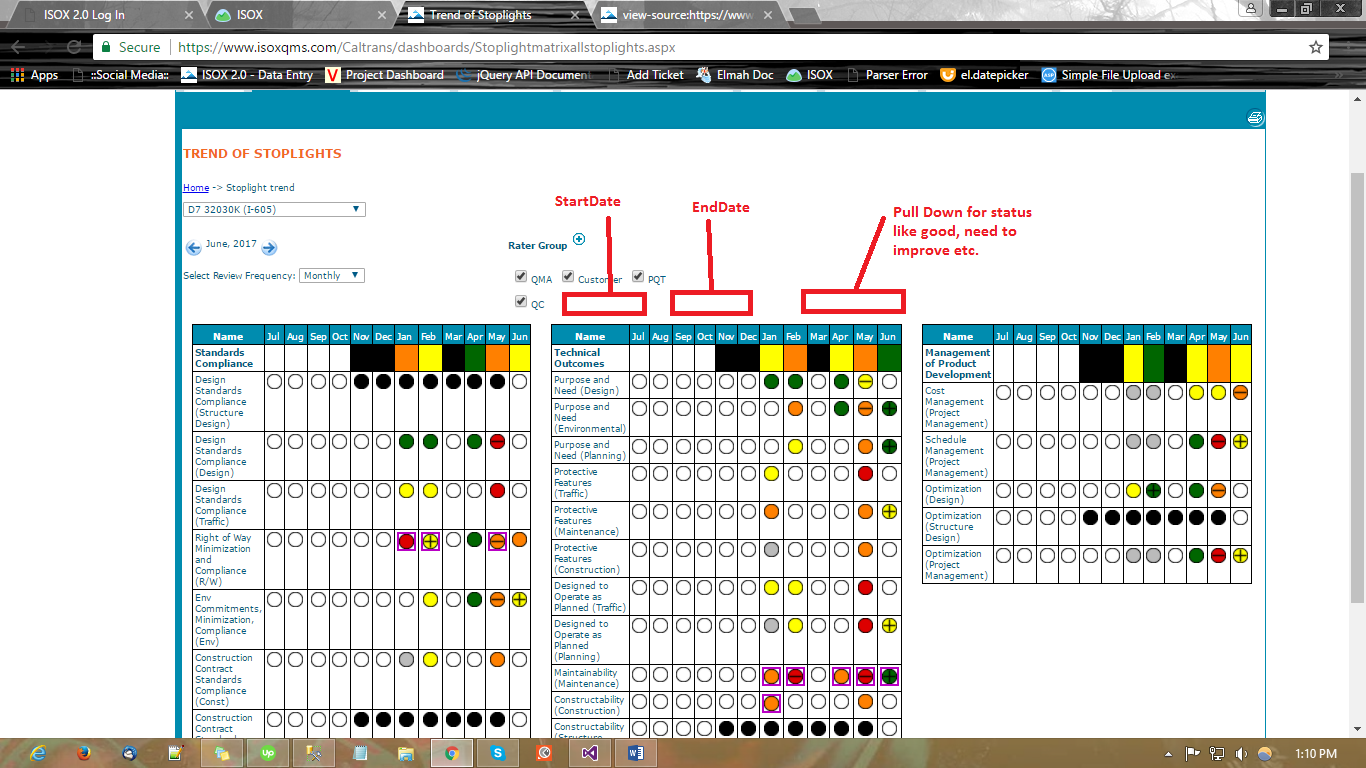 ISOX 2.0 Log In
ISOX
Trend of Stoplights
view-source:https://www
Secure https://www.isoxqms.com/Caltrans/dashboards/Stoplightmatrixallstoplights.aspx
Apps ::Social Media:: ISOX 2.0 - Data Entry Project Dashboard jQuery API Document Add Ticket Elmah Doc ISOX Parser Error el.datepicker Simple File Upload ex
TREND OF STOPLIGHTS
Home -> Stoplight trend
D7 32030K (I-605)
StartDate
EndDate
Pull Down for status
like good, need to
improve etc.
June, 2017
Rater Group
Select Review Frequency: Monthly
QMA Customer PQT
QC
Name Jul Aug Sep Oct Nov Dec Jan Feb Mar Apr May Jun
Standards
Compliance
Design
Standards
Compliance
(Structure
Design)
Design
Standards
Compliance
(Design)
Design
Standards
Compliance
(Traffic)
Right of Way
Minimization
and
Compliance
(R/W)
Env
Commitments,
Minimization,
Compliance
(Env)
Construction
Contract
Standards
Compliance
(Const)
Construction
Contract
Name Jul Aug Sep Oct Nov Dec Jan Feb Mar Apr May Jun
Technical
Outcomes
Purpose and
Need (Design)
Purpose and
Need
(Environmental)
Purpose and
Need (Planning)
Protective
Features
(Traffic)
Protective
Features
(Maintenance)
Protective
Features
(Construction)
Designed to
Operate as
Planned (Traffic)
Designed to
Operate as
Planned
(Planning)
Maintainability
(Maintenance)
Constructability
(Construction)
Constructability
Name Jul Aug Sep Oct Nov Dec Jan Feb Mar Apr May Jun
Management
of Product
Development
Cost
Management
(Project
Management)
Schedule
Management
(Project
Management)
Optimization
(Design)
Optimization
(Structure
Design)
Optimization
(Project
Management)
1:10 PM